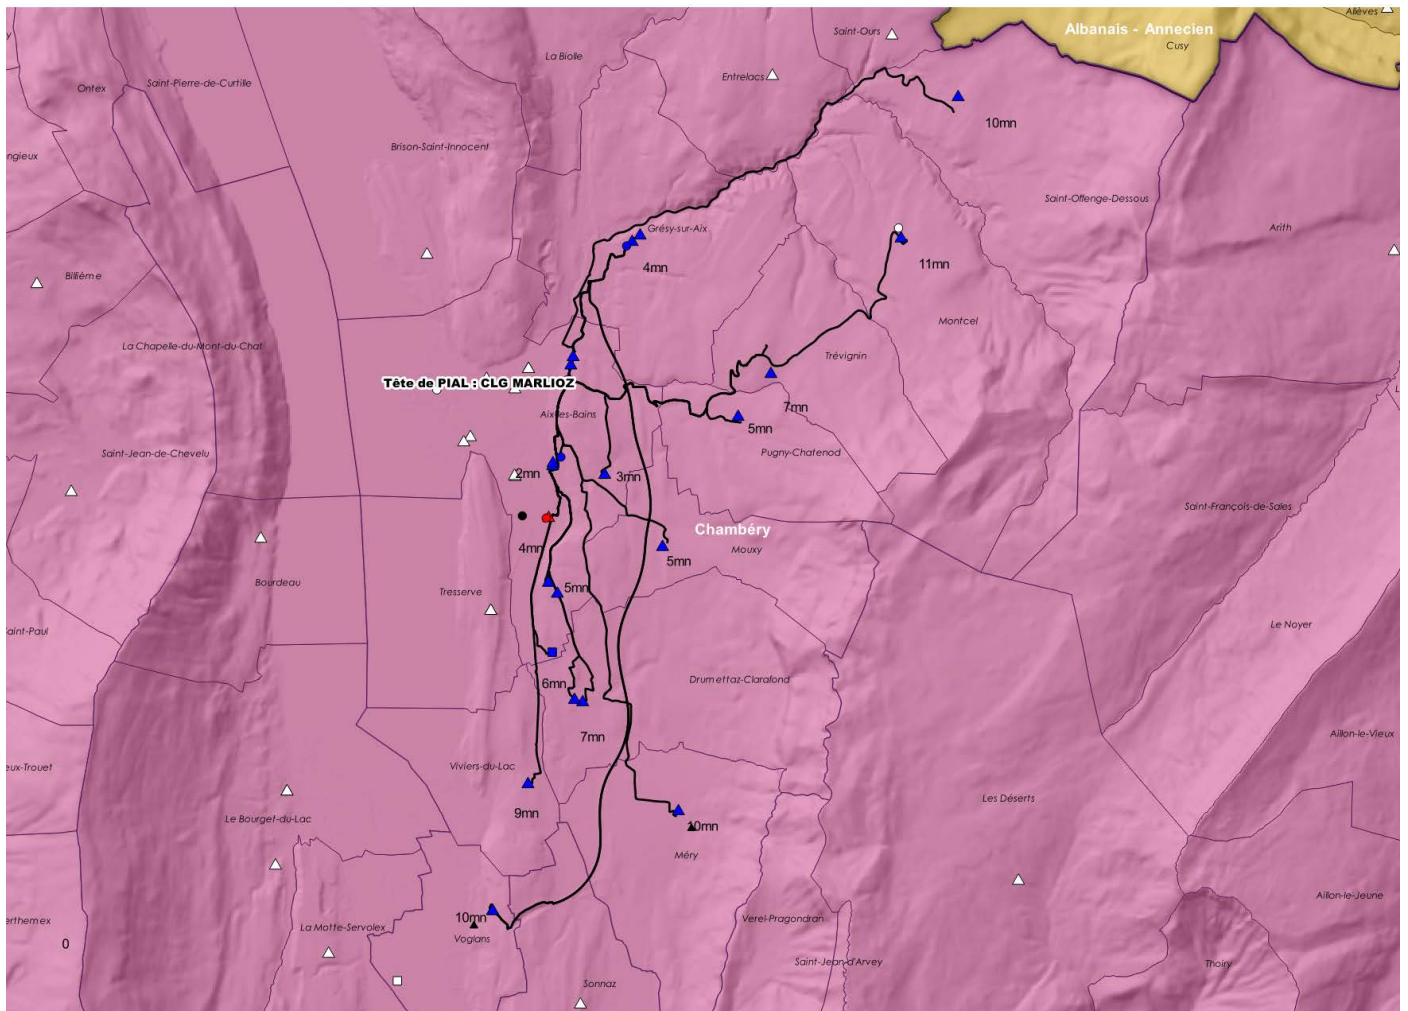 Allèves
Albanais - Annecien
Saint-Ours
Cusy
La Biolle
Entrelacs
Saint-Pierre-de-Curtille
Ontex
10mn
Brison-Saint-Innocent
ngieux
Saint-Offenge-Dessous
Grésy-sur-Aix
Arith
4mn
11mn
Billième
Montcel
La Chapelle-du-Mont-du-Chat
Trévignin
Tête de PIAL : CLG MARLIOZ
7mn
Aix-les-Bains
5mn
Saint-Jean-de-Chevelu
Pugny-Chatenod
2mn
3mn
Saint-François-de-Sales
Chambéry
4mn
Mouxy
5mn
Bourdeau
5mn
Tresserve
Le Noyer
aint-Paul
Drumettaz-Clarafond
6mn
7mn
Aillon-le-Vieux
Viviers-du-Lac
eux-Trouet
Les Déserts
9mn
Le Bourget-du-Lac
10mn
Méry
Aillon-le-Jeune
10mn
Verel-Pragondran
erthemex
La Motte-Servolex
Voglans
0
Saint-Jean-d'Arvey
Thoiry
Sonnaz